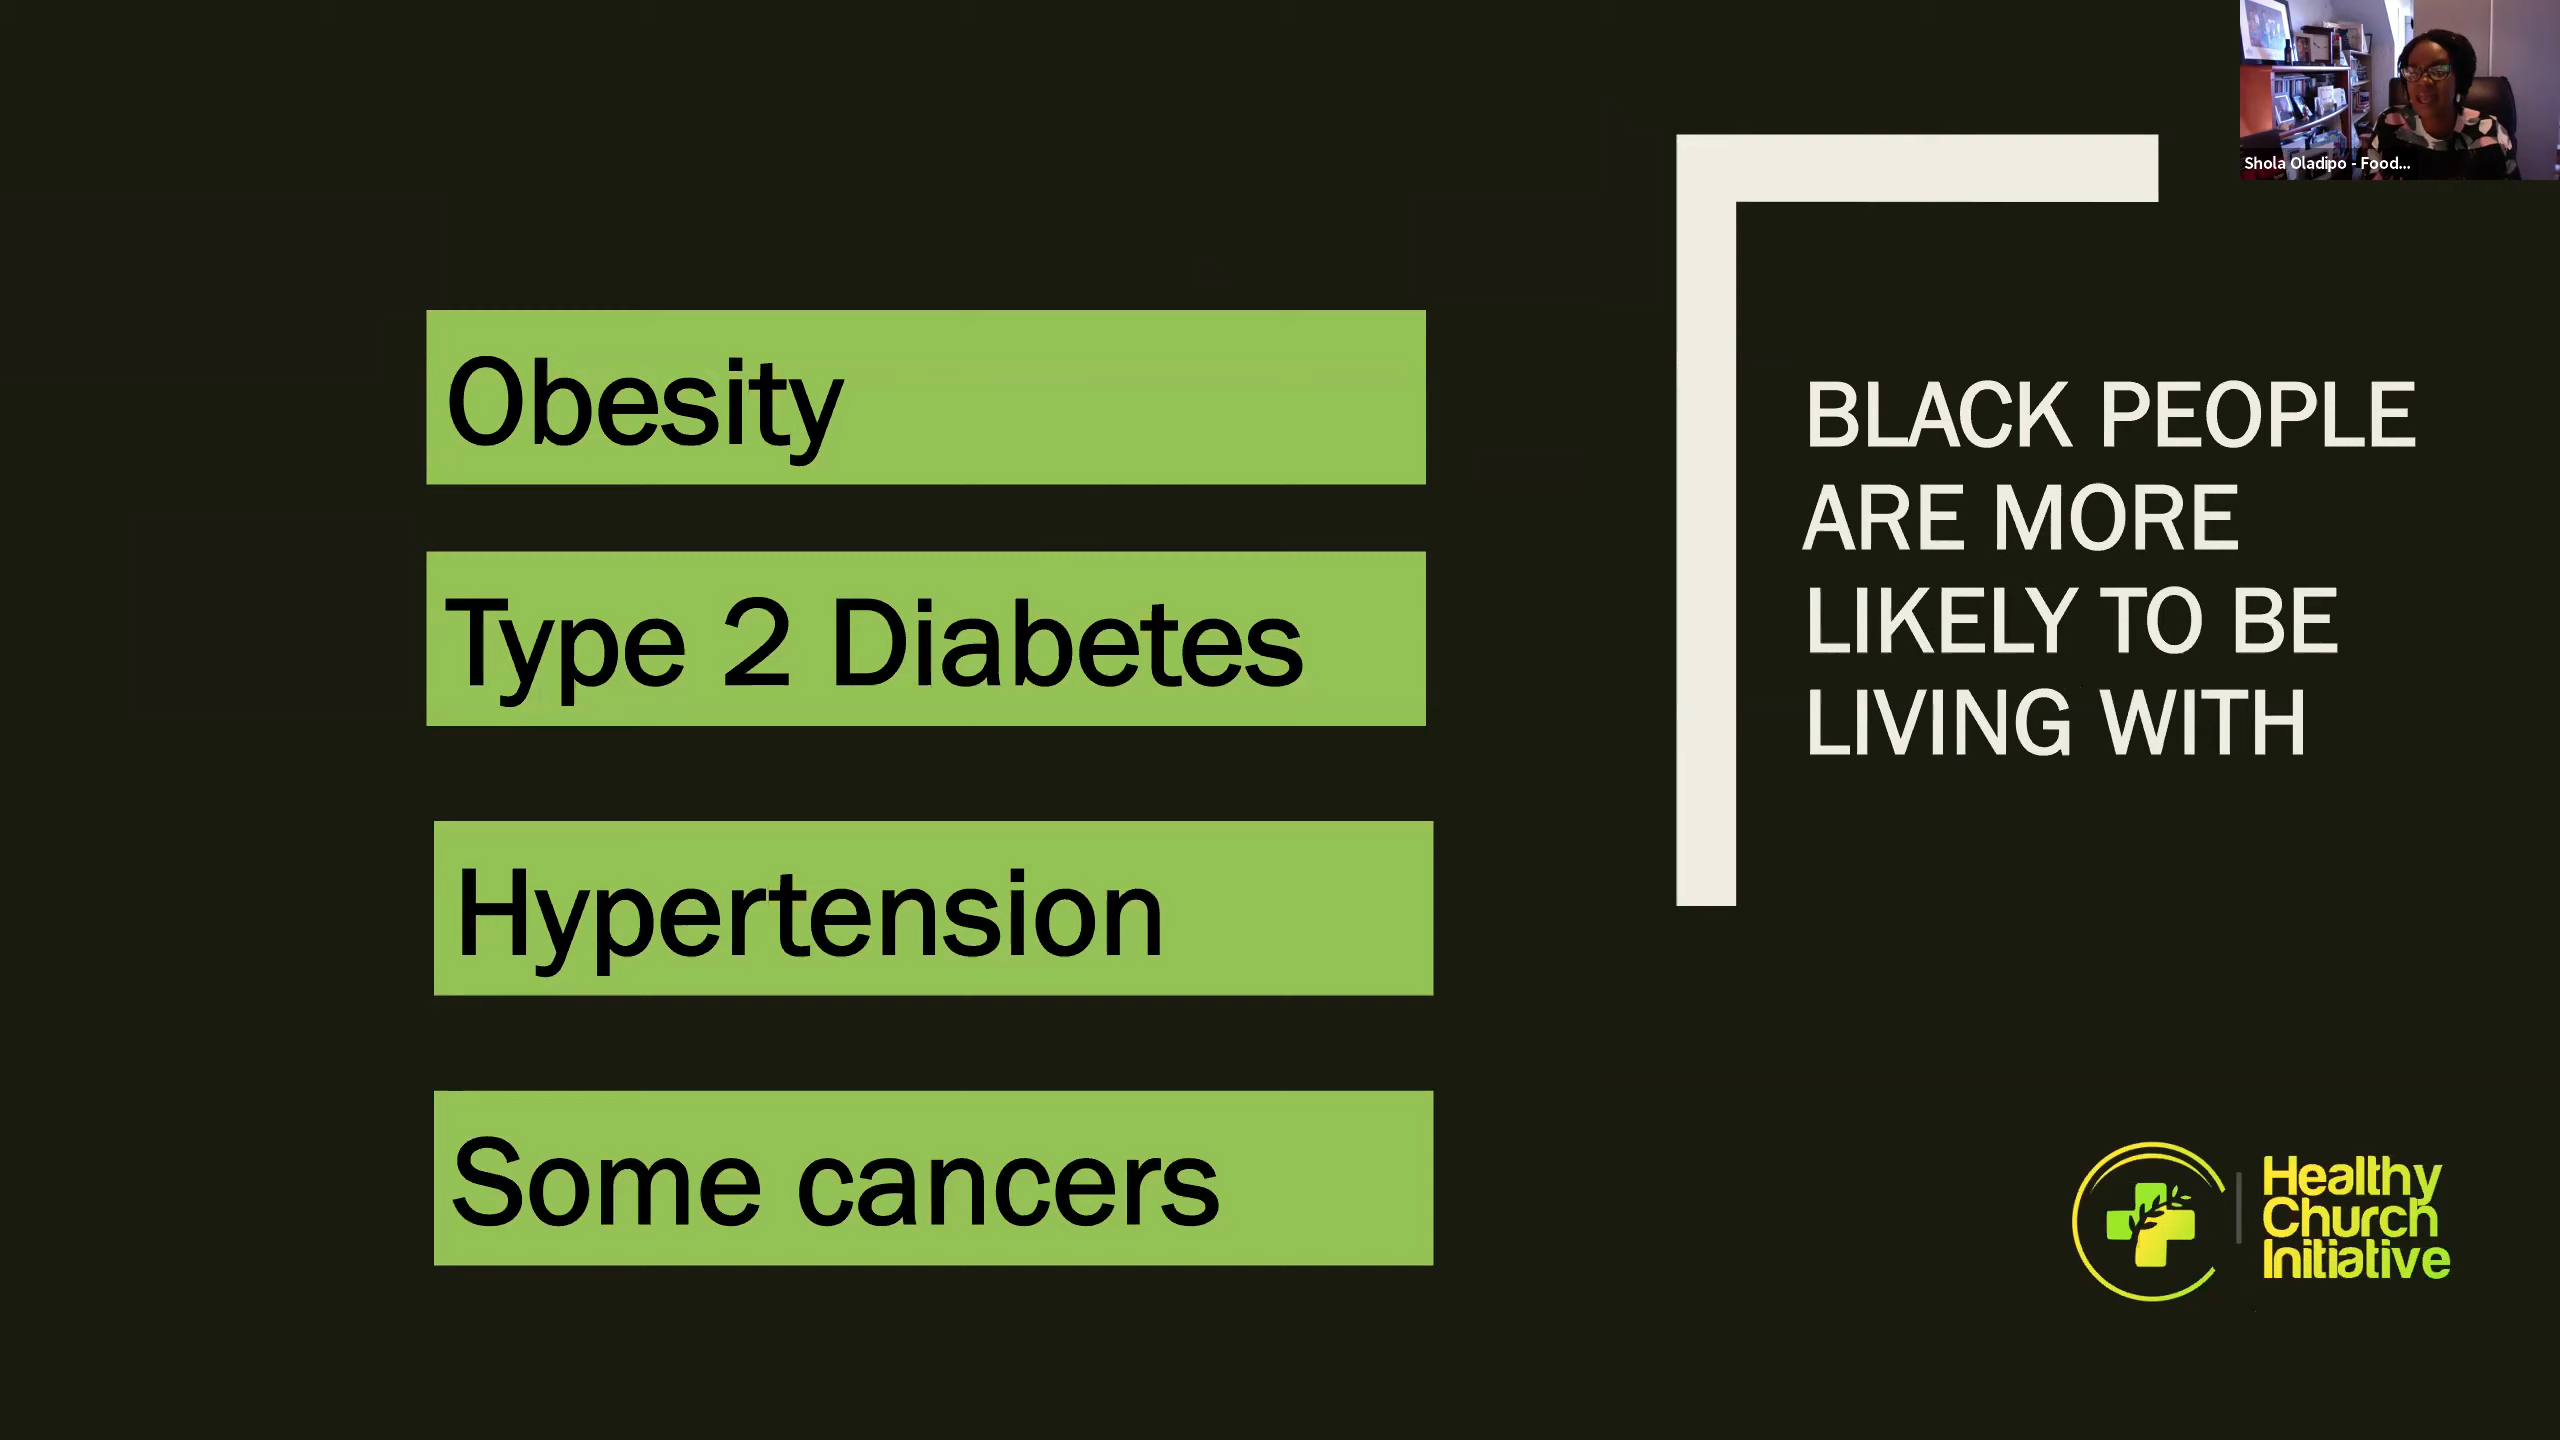 Obesity
Type 2 Diabetes
Hypertension
Some cancers
BLACK PEOPLE
ARE MORE
LIKELY TO BE
LIVING WITH
Shola Oladipo - Food...
Healthy
Church
Initiative